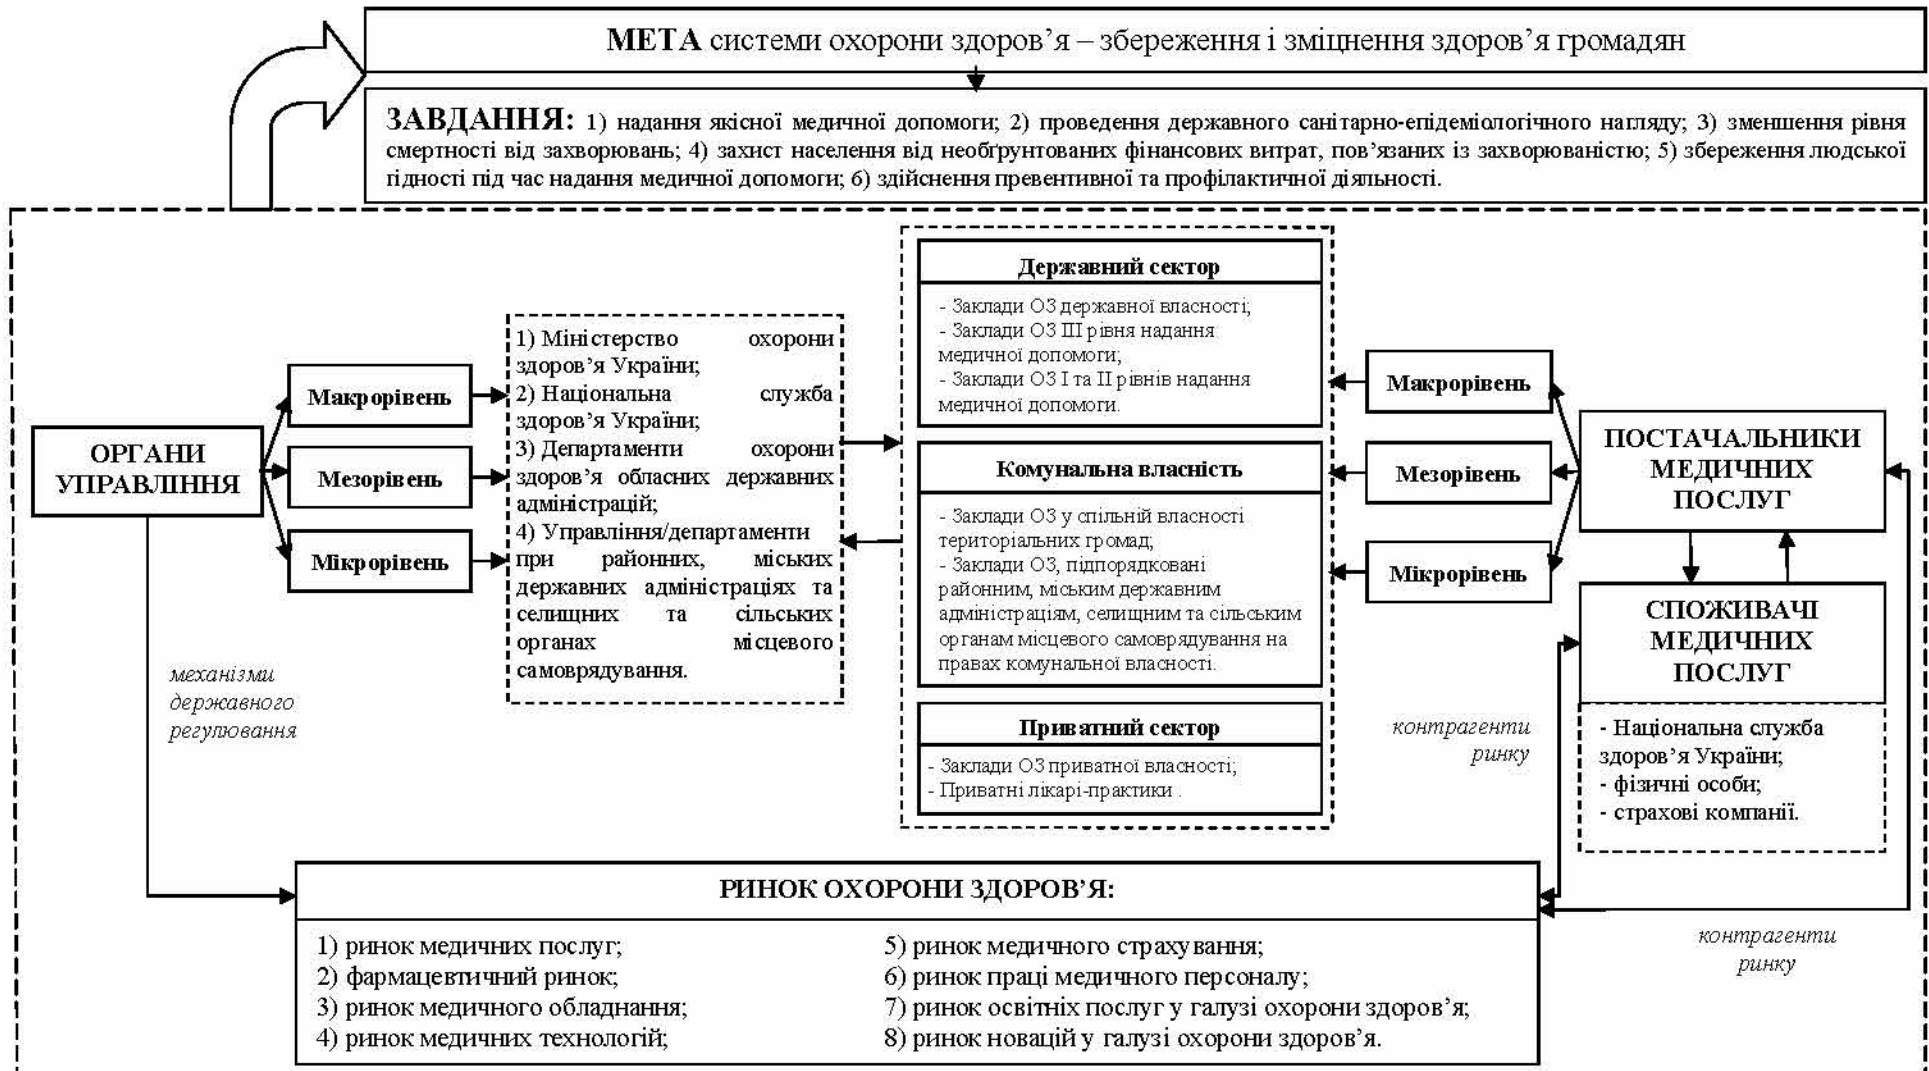 МЕТА системи охорони здоров’я – збереження і зміцнення здоров’я громадян
ЗАВДАННЯ: 1) надання якісної медичної допомоги; 2) проведення державного санітарно-епідеміологічного нагляду; 3) зменшення рівня
смертності від захворювань; 4) захист населення від необґрунтованих фінансових витрат, пов’язаних із захворюваністю; 5) збереження людської
гідності під час надання медичної допомоги; 6) здійснення превентивної та профілактичної діяльності.
ОРГАНИ
УПРАВЛІННЯ
Макрорівень
Мезорівень
Мікрорівень
механізми
державного
регулювання
1) Міністерство охорони
здоров’я України;
2) Національна служба
здоров’я України;
3) Департаменти охорони
здоров’я обласних державних
адміністрацій;
4) Управління/департаменти
при районних, міських
державних адміністраціях та
селищних та сільських
органах місцевого
самоврядування.
Державний сектор
- Заклади ОЗ державної власності;
- Заклади ОЗ ІІІ рівня надання
медичної допомоги;
- Заклади ОЗ І та ІІ рівнів надання
медичної допомоги.
Комунальна власність
- Заклади ОЗ у спільній власності
територіальних громад;
- Заклади ОЗ, підпорядковані
районним, міським державним
адміністраціям, селищним та сільським
органам місцевого самоврядування на
правах комунальної власності.
Приватний сектор
- Заклади ОЗ приватної власності;
- Приватні лікарі-практики .
Макрорівень
Мезорівень
Мікрорівень
ПОСТАЧАЛЬНИКИ
МЕДИЧНИХ
ПОСЛУГ
СПОЖИВАЧІ
МЕДИЧНИХ
ПОСЛУГ
- Національна служба
здоров’я України;
- фізичні особи;
- страхові компанії.
контрагенти
ринку
РИНОК ОХОРОНИ ЗДОРОВ’Я:
1) ринок медичних послуг;
2) фармацевтичний ринок;
3) ринок медичного обладнання;
4) ринок медичних технологій;
5) ринок медичного страхування;
6) ринок праці медичного персоналу;
7) ринок освітніх послуг у галузі охорони здоров’я;
8) ринок новацій у галузі охорони здоров’я.
контрагенти
ринку